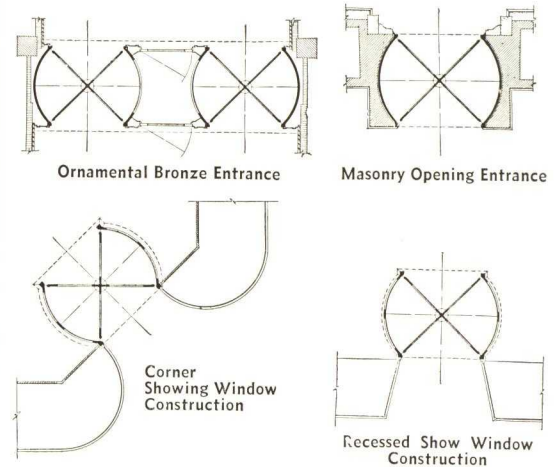 Ornamental Bronze Entrance
Masonry Opening Entrance
Corner
Showing Window
Construction
Recessed Show Window
Construction